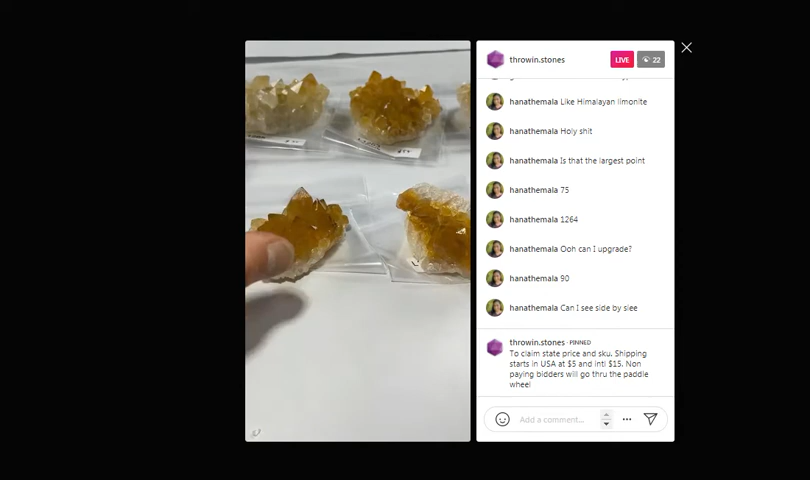 throwin.stones
LIVE
22
hanathemala Like Himalayan limonite
hanathemala Holy shit
hanathemala Is that the largest point
hanathemala 75
hanathemala 1264
hanathemala Ooh can I upgrade?
hanathemala 90
hanathemala Can I see side by siee
throwin.stones · PINNED
To claim state price and sku. Shipping
starts in USA at $5 and intl $15. Non
paying bidders will go thru the paddle
wheel
Add a comment...